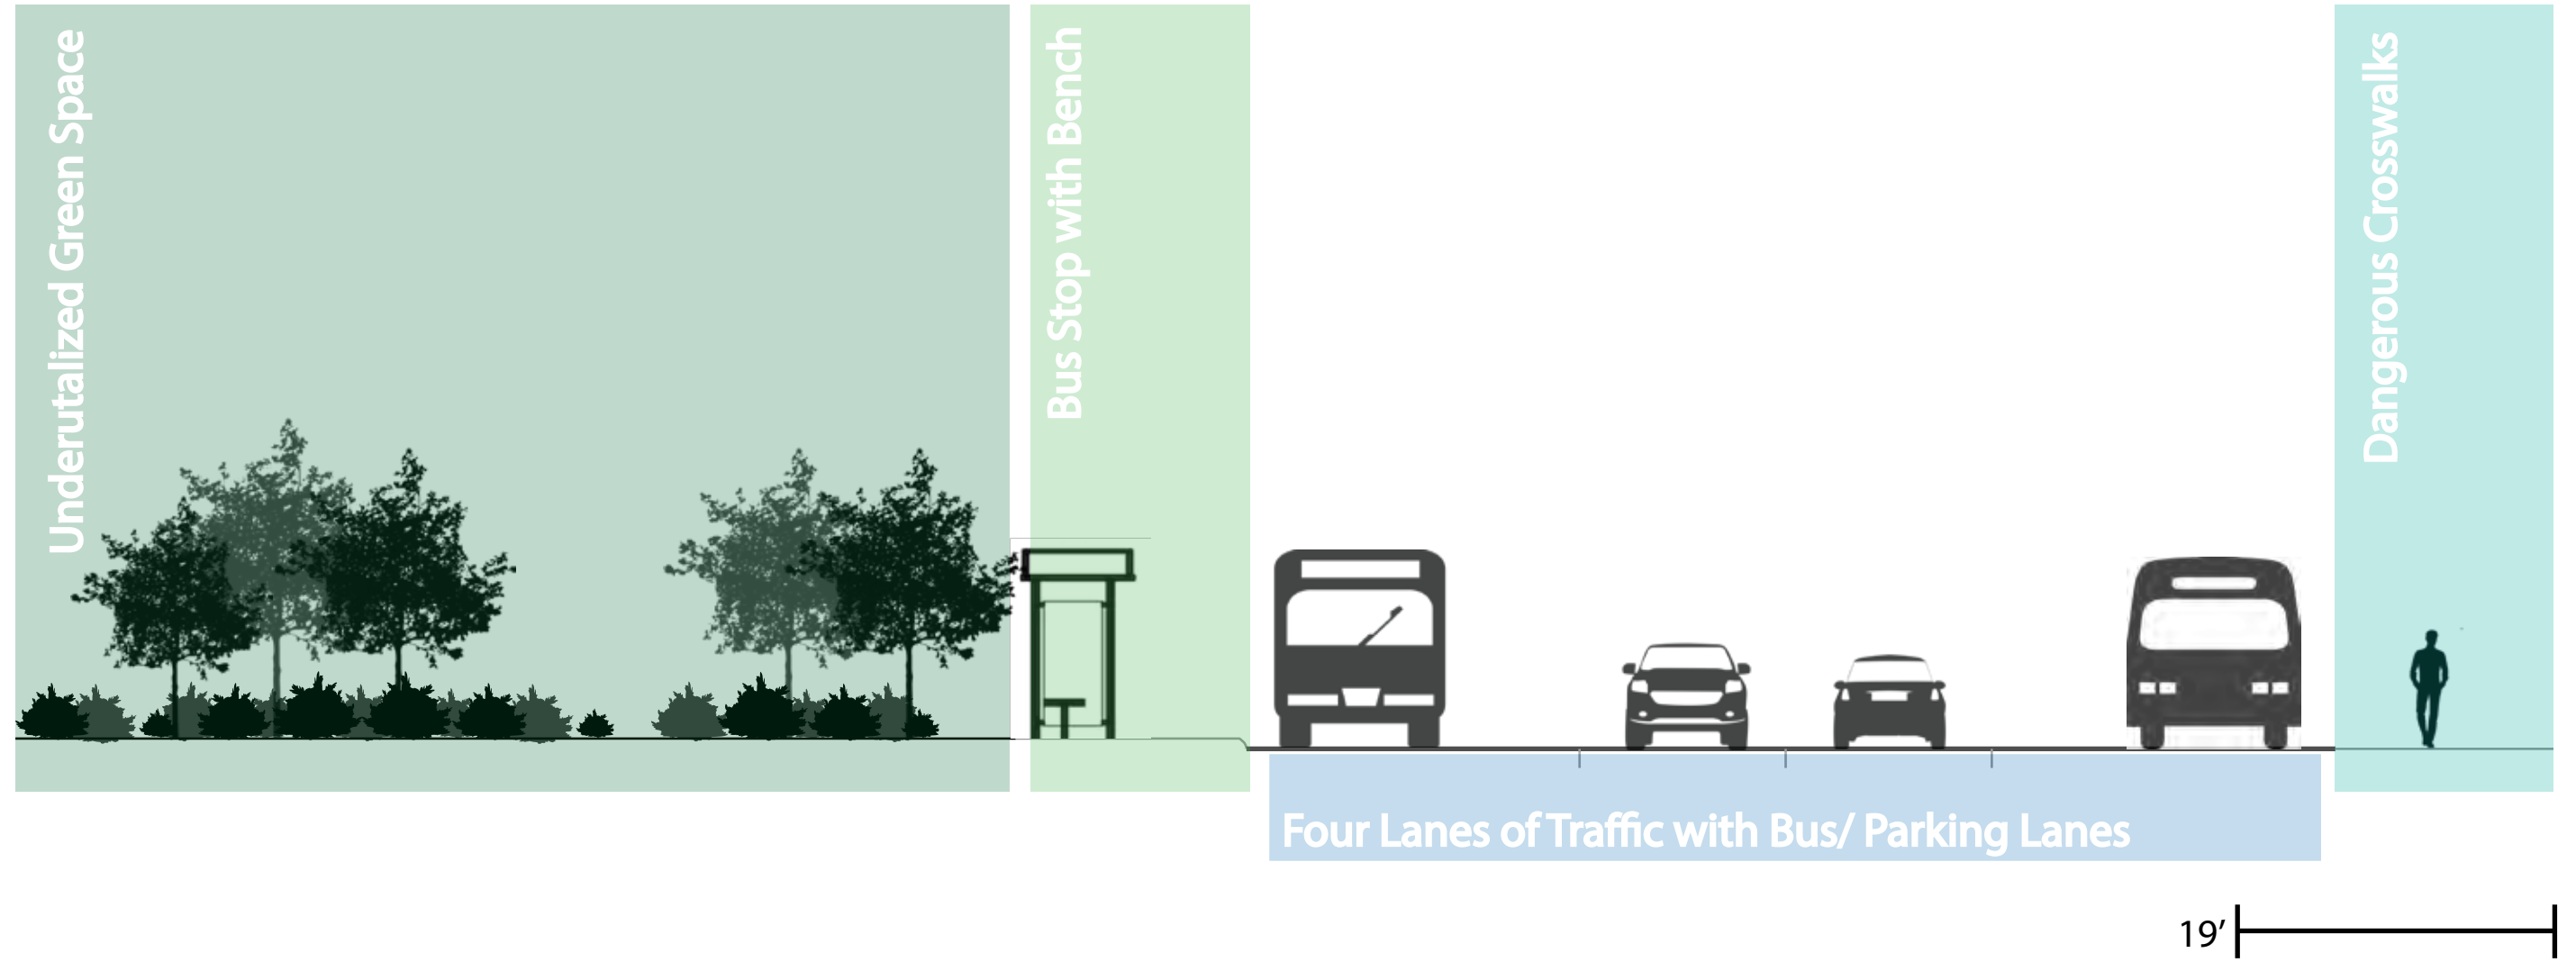 Underutalized Green Space
Bus Stop with Bench
Dangerous Crosswalks
Four Lanes of Traffic with Bus/ Parking Lanes
19'